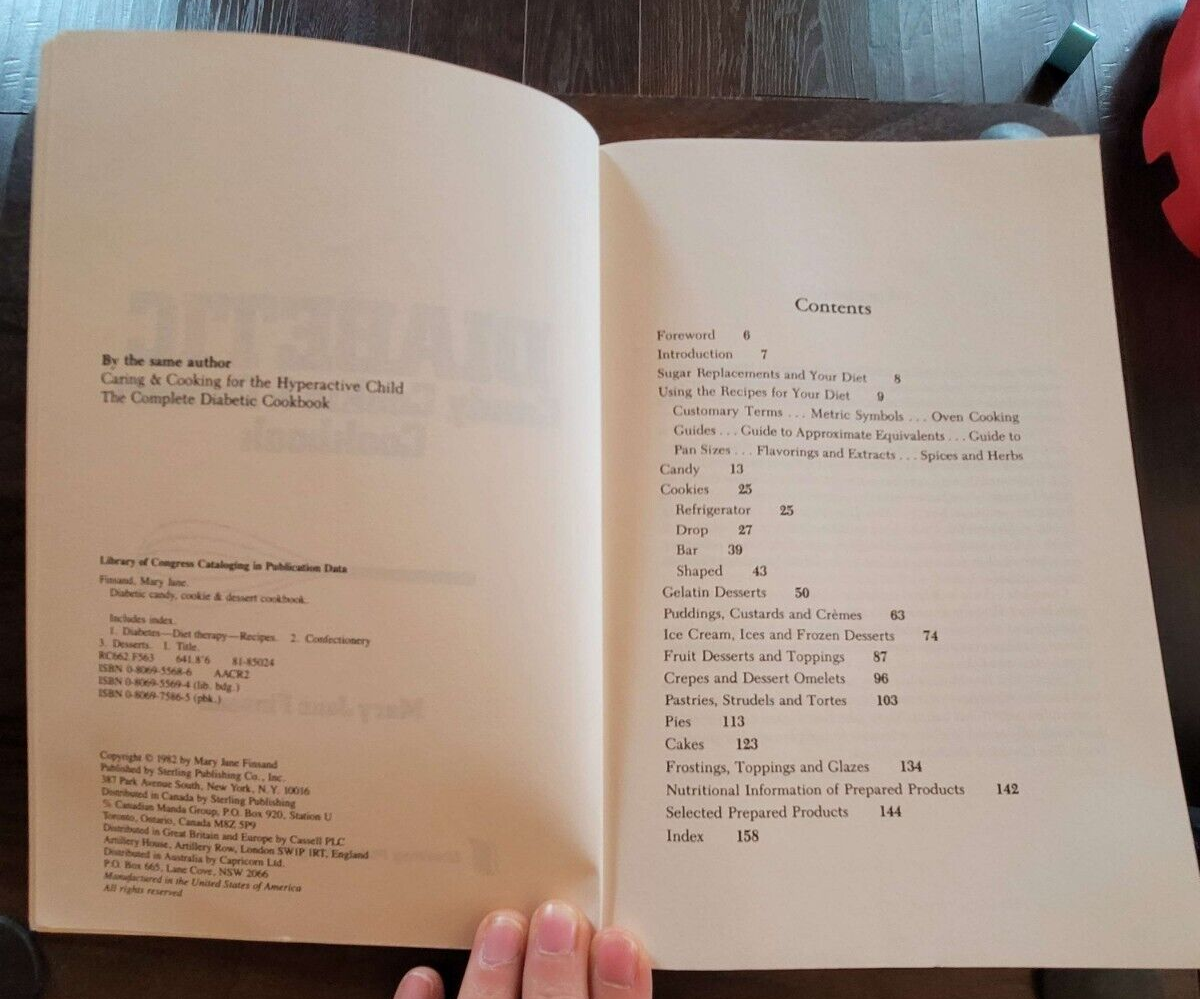 By the same author
Caring & Cooking for the Hyperactive Child
The Complete Diabetic Cookbook
Library of Congress Cataloging in Publication Data
Finsand, Mary Jane.
Diabetic candy, cookie & dessert cookbook.
Includes index.
1. Diabetes—Diet therapy—Recipes. 2. Confectionery
3. Desserts. I. Title.
RC662.F563 641.8'6 81-85024
ISBN 0-8069-5568-6 AACR2
ISBN 0-8069-5569-4 (lib. bdg.)
ISBN 0-8069-7586-5 (pbk.)
Copyright © 1982 by Mary Jane Finsand
Published by Sterling Publishing Co., Inc.
387 Park Avenue South, New York, N.Y. 10016
Distributed in Canada by Sterling Publishing
℅ Canadian Manda Group, P.O. Box 920, Station U
Toronto, Ontario, Canada M8Z 5P9
Distributed in Great Britain and Europe by Cassell PLC
Artillery House, Artillery Row, London SW1P 1RT, England
Distributed in Australia by Capricorn Ltd.
P.O. Box 665, Lane Cove, NSW 2066
Manufactured in the United States of America
All rights reserved
Contents
Foreword 6
Introduction 7
Sugar Replacements and Your Diet 8
Using the Recipes for Your Diet 9
Customary Terms . . . Metric Symbols . . . Oven Cooking
Guides . . . Guide to Approximate Equivalents . . . Guide to
Pan Sizes . . . Flavorings and Extracts . . . Spices and Herbs
Candy 13
Cookies 25
Refrigerator 25
Drop 27
Bar 39
Shaped 43
Gelatin Desserts 50
Puddings, Custards and Crèmes 63
Ice Cream, Ices and Frozen Desserts 74
Fruit Desserts and Toppings 87
Crepes and Dessert Omelets 96
Pastries, Strudels and Tortes 103
Pies 113
Cakes 123
Frostings, Toppings and Glazes 134
Nutritional Information of Prepared Products 142
Selected Prepared Products 144
Index 158